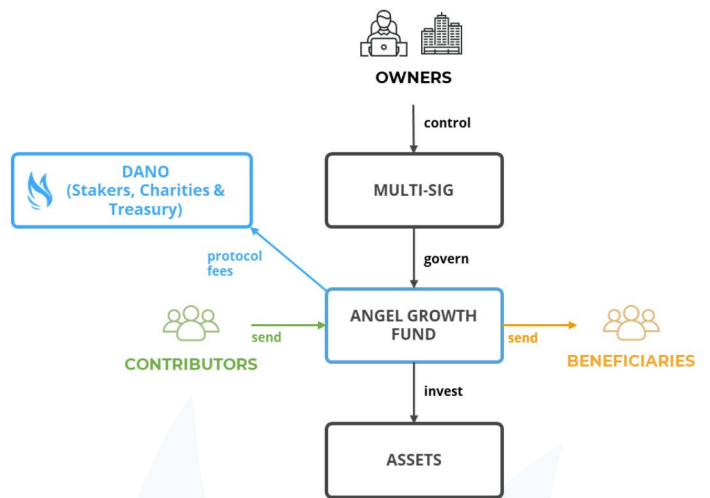 OWNERS
control
DANO
(Stakers, Charities &
Treasury)
MULTI-SIG
protocol
fees
govern
ANGEL GROWTH
FUND
send
send
CONTRIBUTORS
BENEFICIARIES
invest
ASSETS